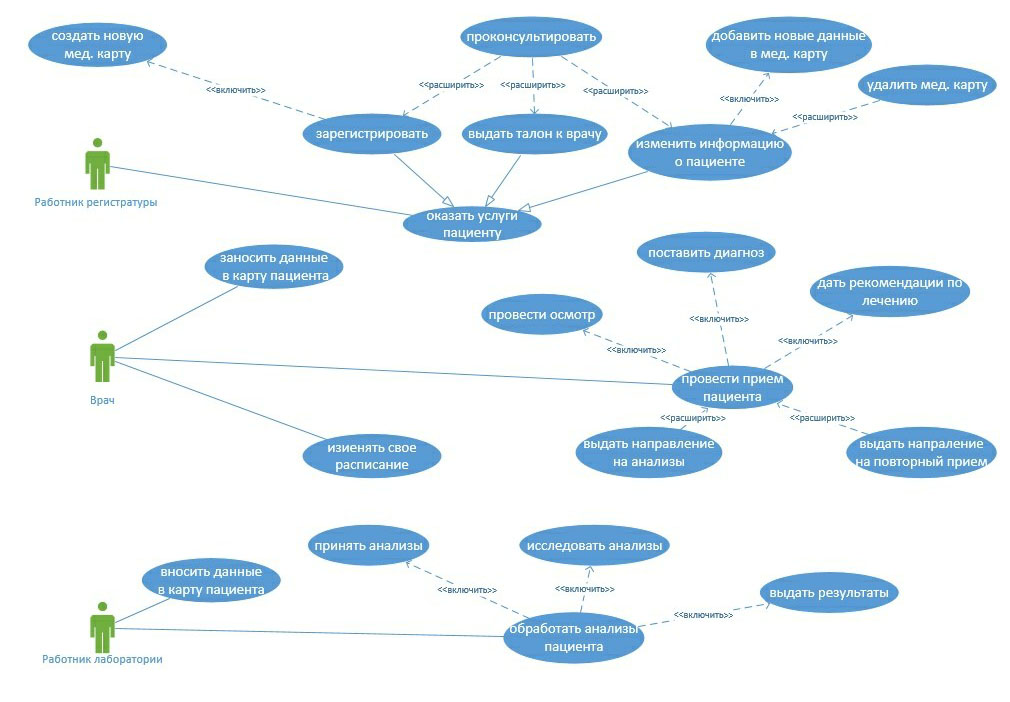 создать новую
мед. карту
проконсультировать
добавить новые данные
в мед. карту
удалить мед. карту
<<включить>>
<<расширить>>
<<расширить>>
<<расширить>>
<<включить>>
<<расширить>>
зарегистрировать
выдать талон к врачу
изменить информацию
о пациенте
Работник регистратуры
оказать услуги
пациенту
заносить данные
в карту пациента
поставить диагноз
дать рекомендации по
лечению
провести осмотр
<<включить>>
<<включить>>
<<включить>>
провести прием
пациента
Врач
<<расширить>>
<<расширить>>
изиенять свое
расписание
выдать направление
на анализы
выдать напраление
на повторный прием
принять анализы
исследовать анализы
вносить данные
в карту пациента
<<включить>>
<<включить>>
выдать результаты
<<включить>>
обработать анализы
пациента
Работник лаборатории